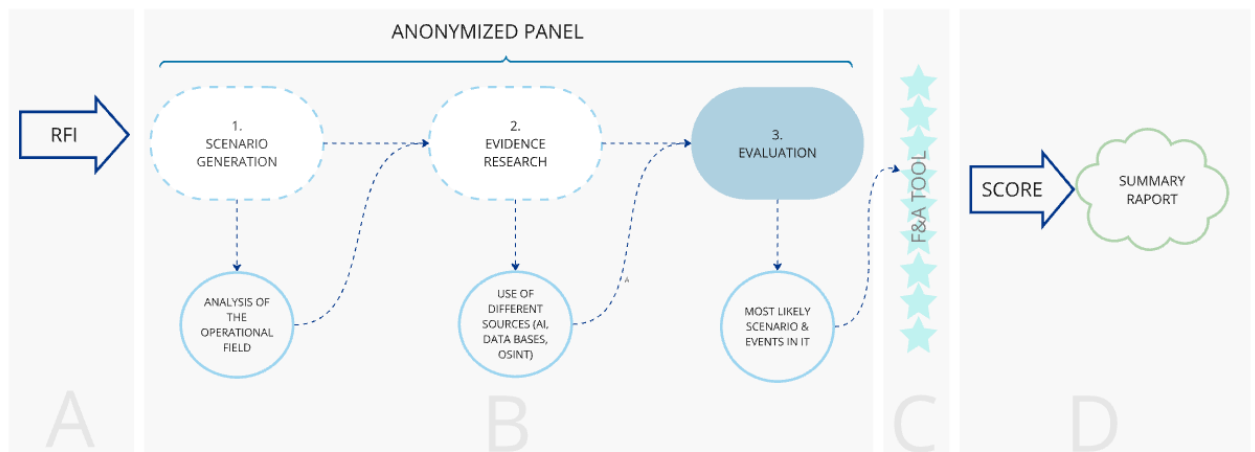 ANONYMIZED PANEL
RFI
1.
SCENARIO
GENERATION
2.
EVIDENCE
RESEARCH
3.
EVALUATION
ANALYSIS OF
THE
OPERATIONAL
FIELD
USE OF
DIFFERENT
SOURCES (AI,
DATA BASES,
OSINT)
A
MOST LIKELY
SCENARIO &
EVENTS IN IT
F&A TOOL
SCORE
SUMMARY
RAPORT
A
B
C
D